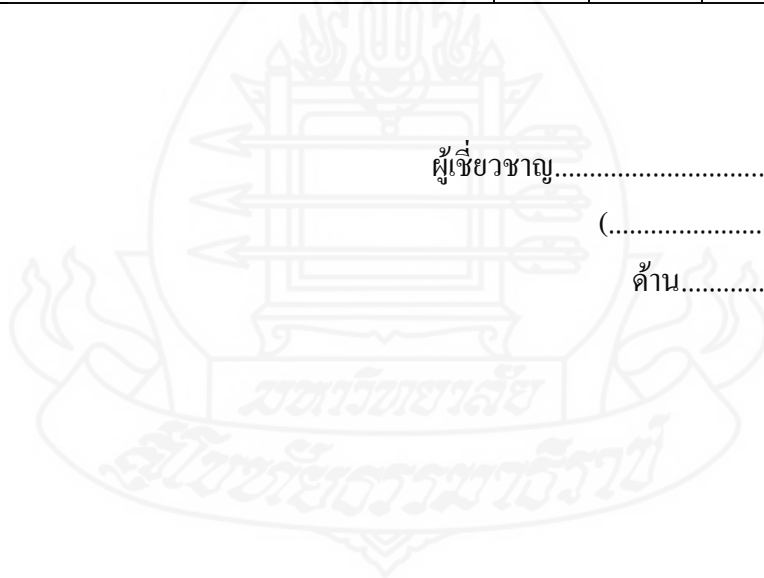 ผู้เชี่ยวชาญ..............................
(......................
ด้าน............
มหาวิทยาลัย
สุโขทัยธรรมาธิราช